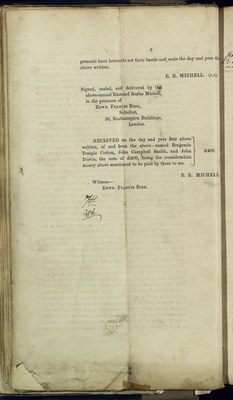 8
presents have hereunto set their hands and seals the day and year fi
above written.
R. R. MICHELL (L.S.)
Signed, sealed, and delivered by the
above-named Edmund Rufus Michell,
in the presence of
EDWD. FRANCIS BIRD,
Solicitor,
28, Southampton Buildings,
London.
RECEIVED on the day and year first above
written, of and from the above-named Benjamin
Temple Cotton, John Campbell Smith, and John
the sum of £400, being the consideration £400.
money above mentioned to be paid by them to me
E. R. MICHELL
Witness—
EDWD. FRANCIS BIRD.